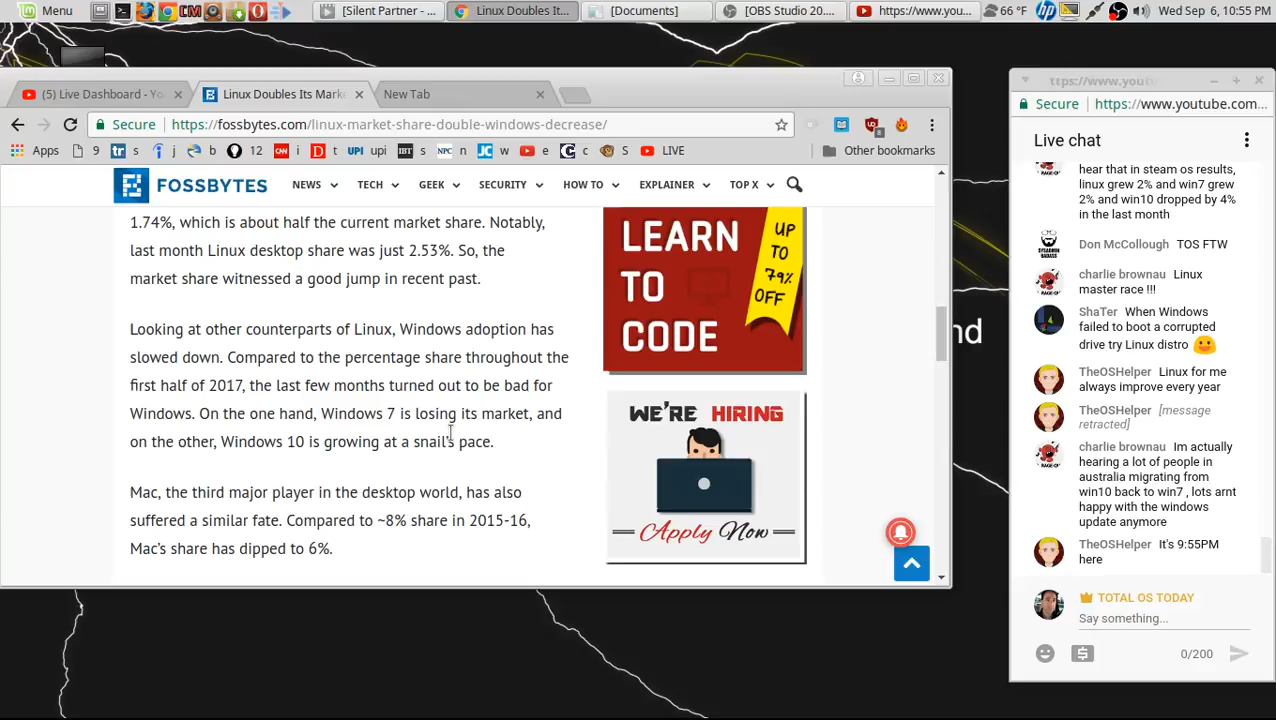 Menu
[Silent Partner - ...
Linux Doubles It...
[Documents]
[OBS Studio 20....
https://www.you...
66 °F
Wed Sep 6, 10:55 PM
(5) Live Dashboard - Yo
Linux Doubles Its Mark
New Tab
Secure
https://fossbytes.com/linux-market-share-double-windows-decrease/
Apps
9
tr s
j
b
12
i
t
UPI upi
IBT s
NPC n
JC w
e
c
S
LIVE
Other bookmarks
FOSSBYTES
NEWS
TECH
GEEK
SECURITY
HOW TO
EXPLAINER
TOP X
1.74%, which is about half the current market share. Notably,
last month Linux desktop share was just 2.53%. So, the
market share witnessed a good jump in recent past.
Looking at other counterparts of Linux, Windows adoption has
slowed down. Compared to the percentage share throughout the
first half of 2017, the last few months turned out to be bad for
Windows. On the one hand, Windows 7 is losing its market, and
on the other, Windows 10 is growing at a snail's pace.
Mac, the third major player in the desktop world, has also
suffered a similar fate. Compared to ~8% share in 2015-16,
Mac's share has dipped to 6%.
LEARN
TO
CODE
UP
TO
79%
OFF
WE'RE HIRING
Apply Now
nd
ttps://www.yout
Secure
https://www.youtube.com...
Live chat
hear that in steam os results,
linux grew 2% and win7 grew
2% and win10 dropped by 4%
in the last month
Don McCollough TOS FTW
charlie brownau Linux
master race !!!
ShaTer When Windows
failed to boot a corrupted
drive try Linux distro
TheOSHelper Linux for me
always improve every year
TheOSHelper [message
retracted]
charlie brownau Im actually
hearing a lot of people in
australia migrating from
win10 back to win7 , lots arnt
happy with the windows
update anymore
TheOSHelper It's 9:55PM
here
TOTAL OS TODAY
Say something...
0/200